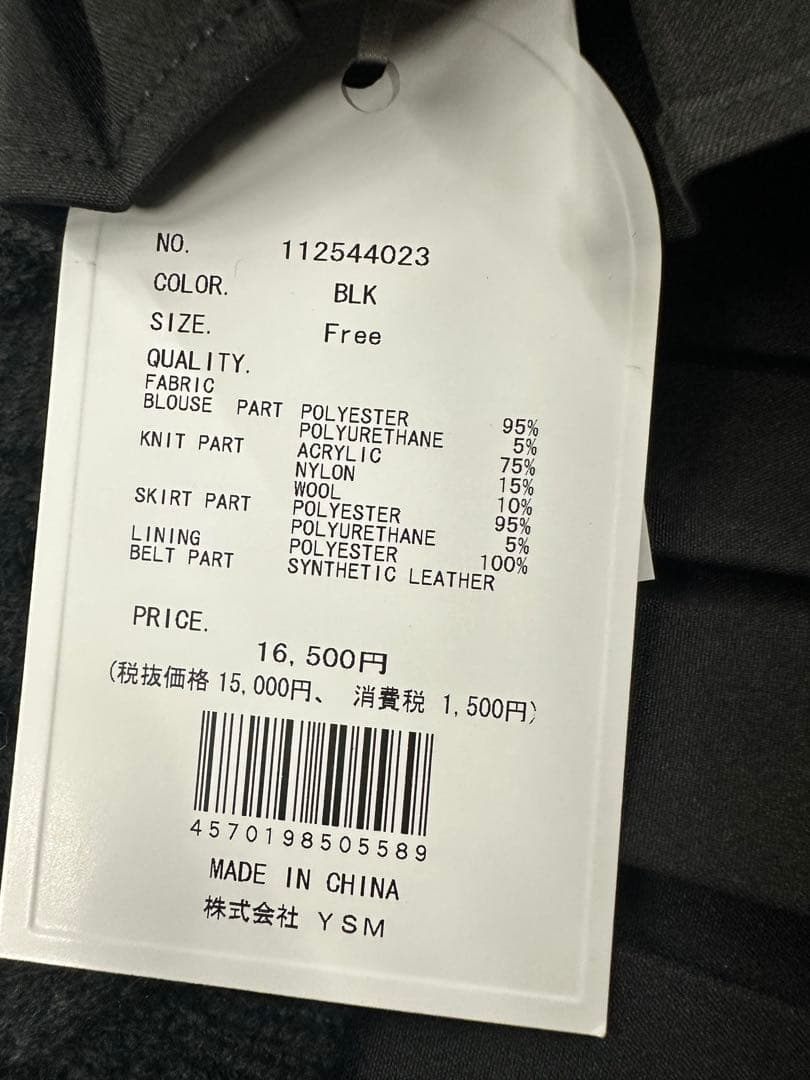 NO. 112544023
COLOR. BLK
SIZE. Free
QUALITY.
FABRIC
BLOUSE PART POLYESTER 95%
POLYURETHANE 5%
KNIT PART ACRYLIC 75%
NYLON 15%
WOOL 10%
SKIRT PART POLYESTER 95%
POLYURETHANE 5%
LINING POLYESTER 100%
BELT PART SYNTHETIC LEATHER
PRICE.
16,500円
(税抜価格 15,000円、 消費税 1,500円)
4570198505589
MADE IN CHINA
株式会社 YSM